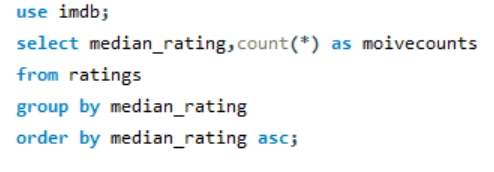 use imdb;
select median_rating,count(*) as moivecounts
from ratings
group by median_rating
order by median_rating asc;